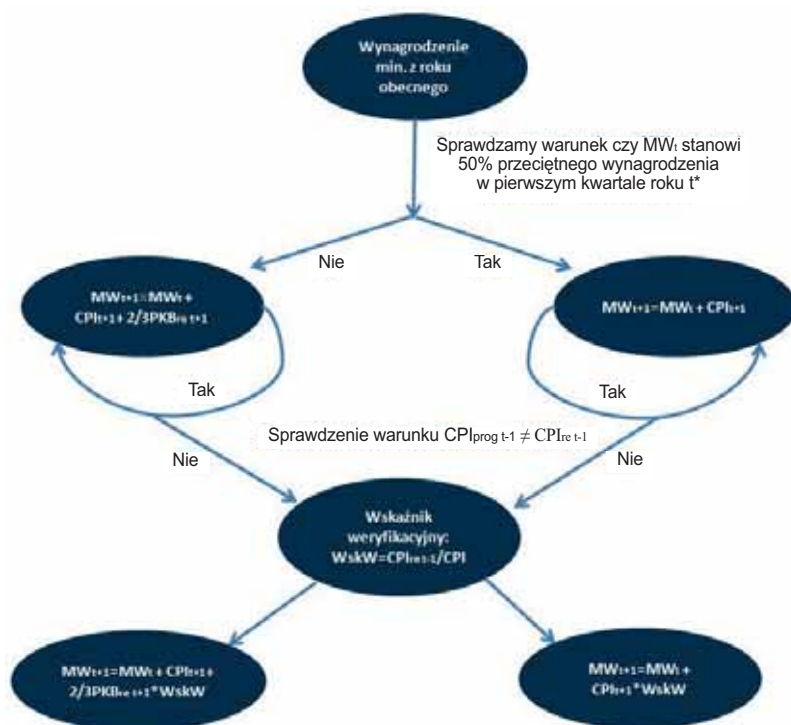 Wynagrodzenie
min. z roku
obecnego
Sprawdzamy warunek czy MWt stanowi
50% przeciętnego wynagrodzenia
w pierwszym kwartale roku t*
Nie
Tak
MWt+1=MWt +
CPIt+1+ 2/3PKBre t+1
MWt+1=MWt + CPIt+1
Tak
Tak
Sprawdzenie warunku CPIprog t-1 ≠ CPIre t-1
Nie
Nie
Wskaźnik
weryfikacyjny:
WskW=CPIre t-1/CPI
MWt+1=MWt + CPIt+1+
2/3PKBre t+1*WskW
MWt+1=MWt +
CPIt+1*WskW